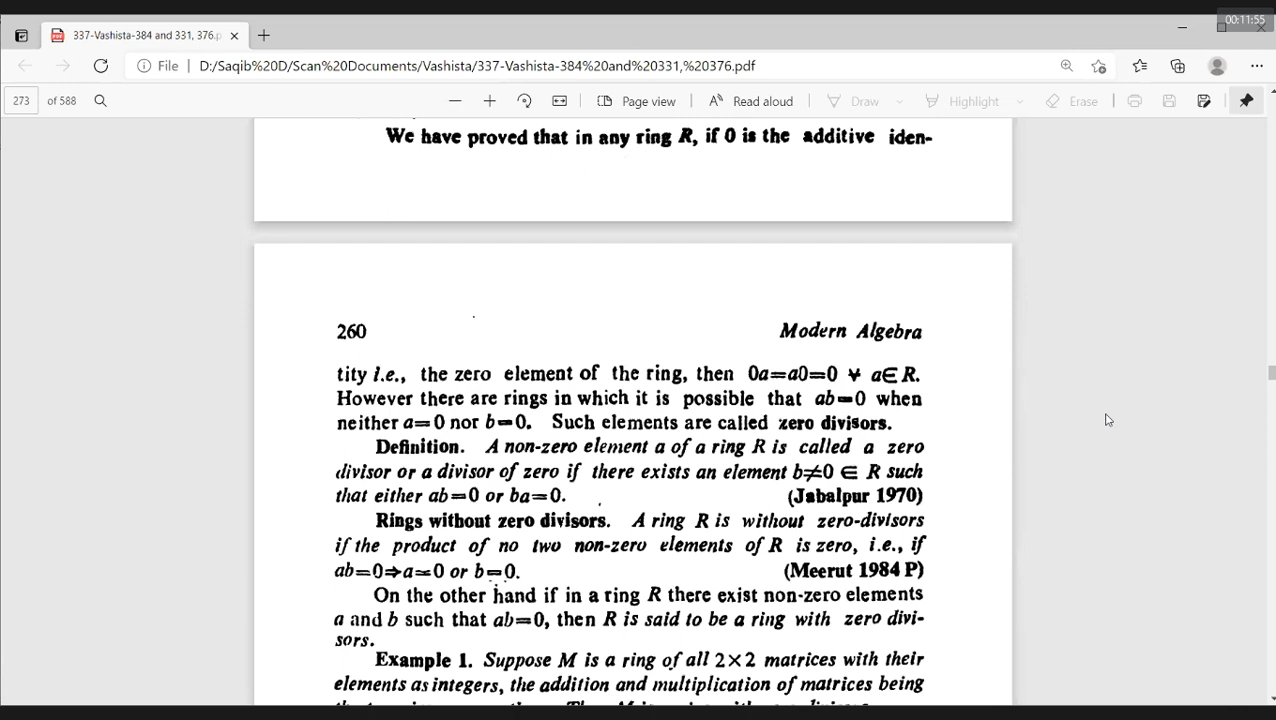 00:11:55
337-Vashista-384 and 331, 376.p
File D:/Saqib%20D/Scan%20Documents/Vashista/337-Vashista-384%20and%20331,%20376.pdf
273 of 588 Page view Read aloud Draw Highlight Erase
We have proved that in any ring R, if 0 is the additive iden-
260 Modern Algebra
tity i.e., the zero element of the ring, then 0a=a0=0 ∀ a∈R.
However there are rings in which it is possible that ab=0 when
neither a=0 nor b=0. Such elements are called zero divisors.
Definition. A non-zero element a of a ring R is called a zero
divisor or a divisor of zero if there exists an element b≠0 ∈ R such
that either ab=0 or ba=0. (Jabalpur 1970)
Rings without zero divisors. A ring R is without zero-divisors
if the product of no two non-zero elements of R is zero, i.e., if
ab=0⇒a=0 or b=0. (Meerut 1984 P)
On the other hand if in a ring R there exist non-zero elements
a and b such that ab=0, then R is said to be a ring with zero divi-
sors.
Example 1. Suppose M is a ring of all 2×2 matrices with their
elements as integers, the addition and multiplication of matrices being